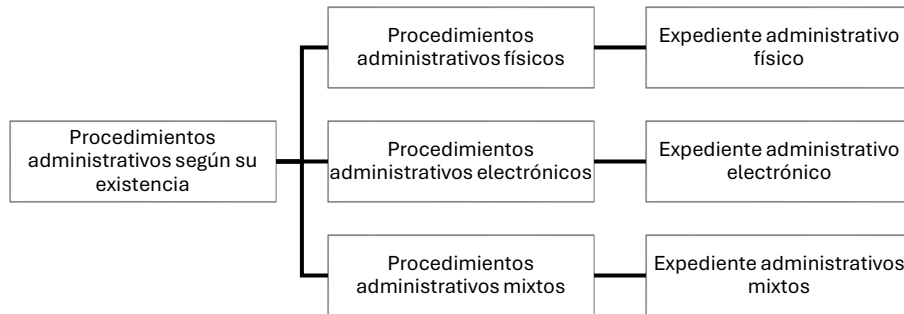 Procedimientos
administrativos según su
existencia
Procedimientos
administrativos físicos
Expediente administrativo
físico
Procedimientos
administrativos electrónicos
Expediente administrativo
electrónico
Procedimientos
administrativos mixtos
Expediente administrativos
mixtos